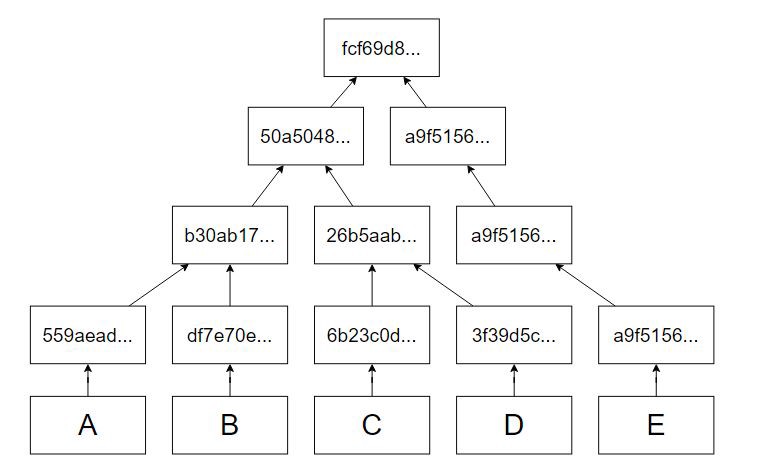 fcf69d8...
50a5048... a9f5156...
b30ab17... 26b5aab... a9f5156...
559aead... df7e70e... 6b23c0d... 3f39d5c... a9f5156...
A B C D E